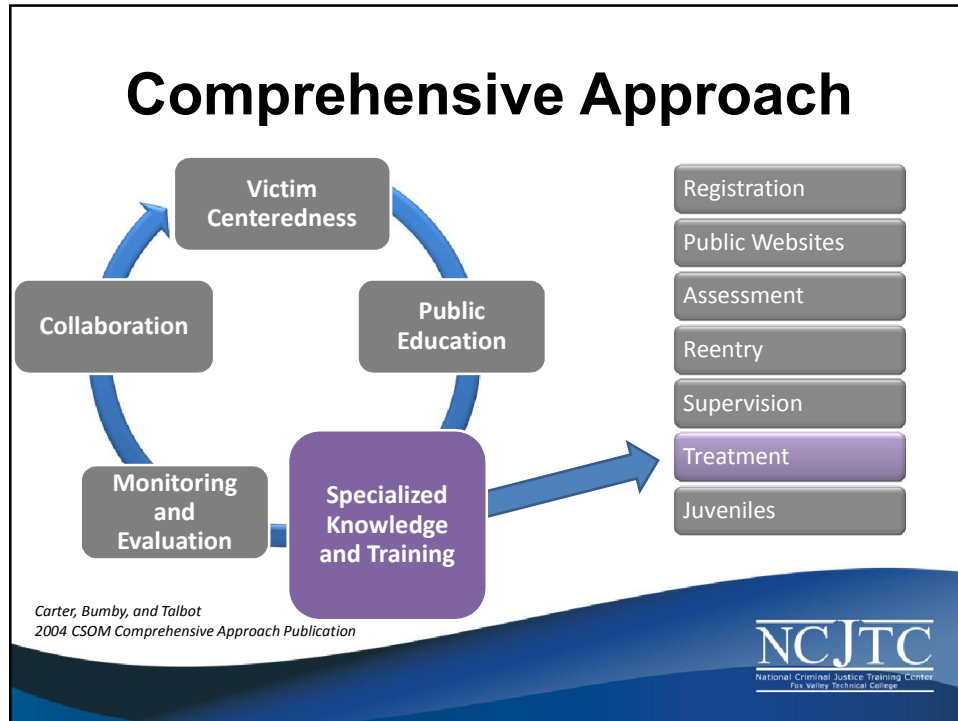 Comprehensive Approach
Victim
Centeredness
Public
Education
Specialized
Knowledge
and Training
Monitoring
and
Evaluation
Collaboration
Registration
Public Websites
Assessment
Reentry
Supervision
Treatment
Juveniles
Carter, Bumby, and Talbot
2004 CSOM Comprehensive Approach Publication
NCJTC
National Criminal Justice Training Center
Fox Valley Technical College